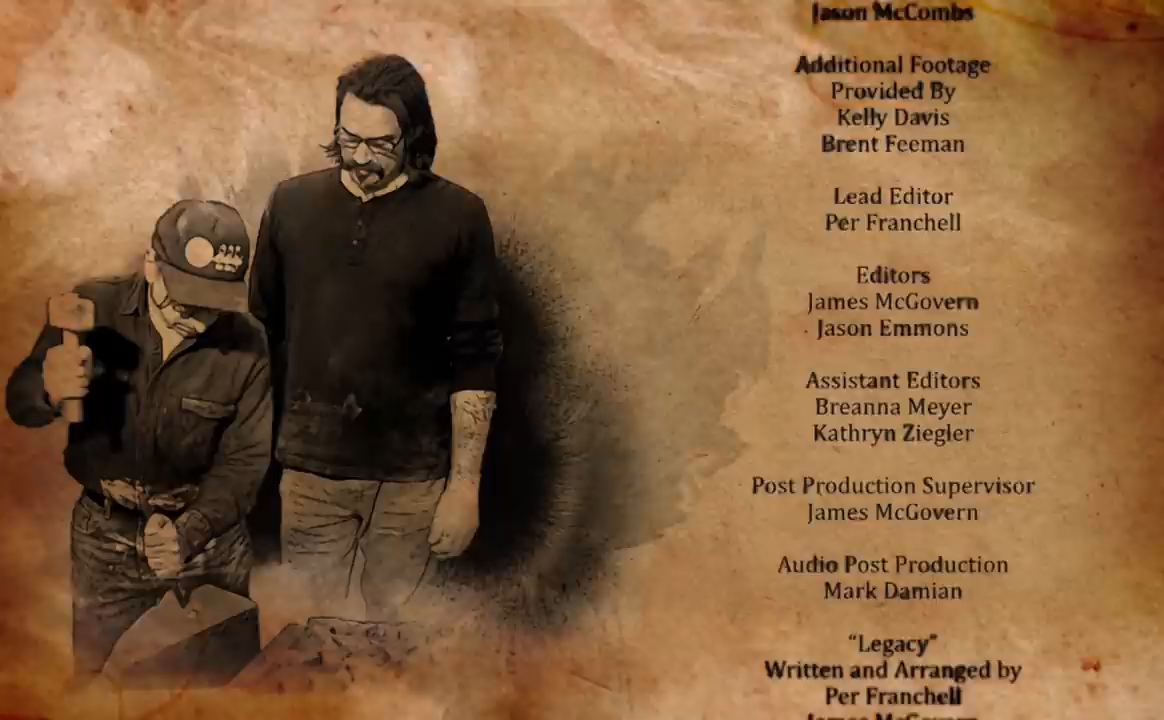 Jason McCombs
Additional Footage
Provided By
Kelly Davis
Brent Feeman
Lead Editor
Per Franchell
Editors
James McGovern
Jason Emmons
Assistant Editors
Breanna Meyer
Kathryn Ziegler
Post Production Supervisor
James McGovern
Audio Post Production
Mark Damian
“Legacy”
Written and Arranged by
Per Franchell
James McGovern